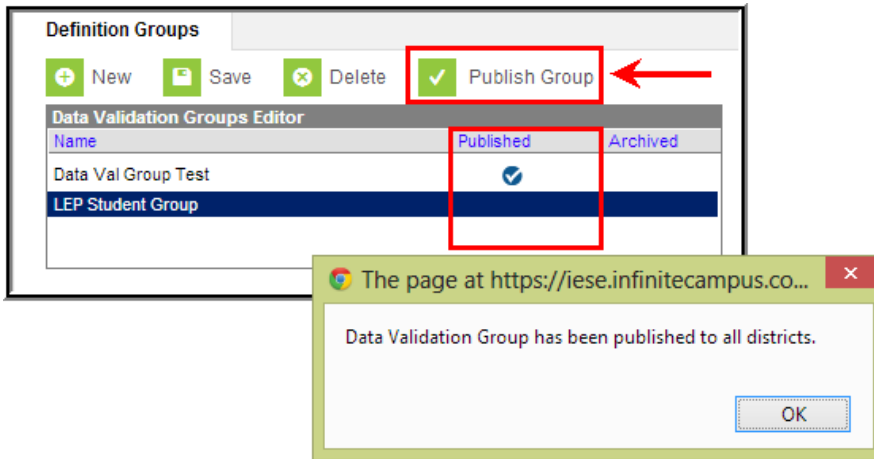 Definition Groups
New Save Delete Publish Group
Data Validation Groups Editor
Name Published Archived
Data Val Group Test
LEP Student Group
The page at https://iese.infinitecampus.co...
Data Validation Group has been published to all districts.
OK